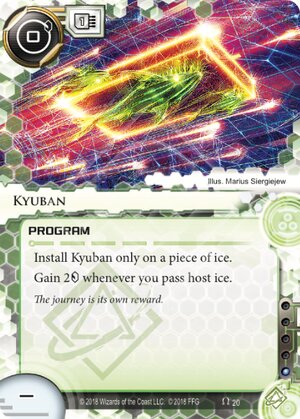 0
1
Illus. Marius Siergiejew
Kyuban
PROGRAM
Install Kyuban only on a piece of ice.
Gain 2 whenever you pass host ice.
The journey is its own reward.
–
© 2018 Wizards of the Coast LLC. © 2018 FFG
Ω 20